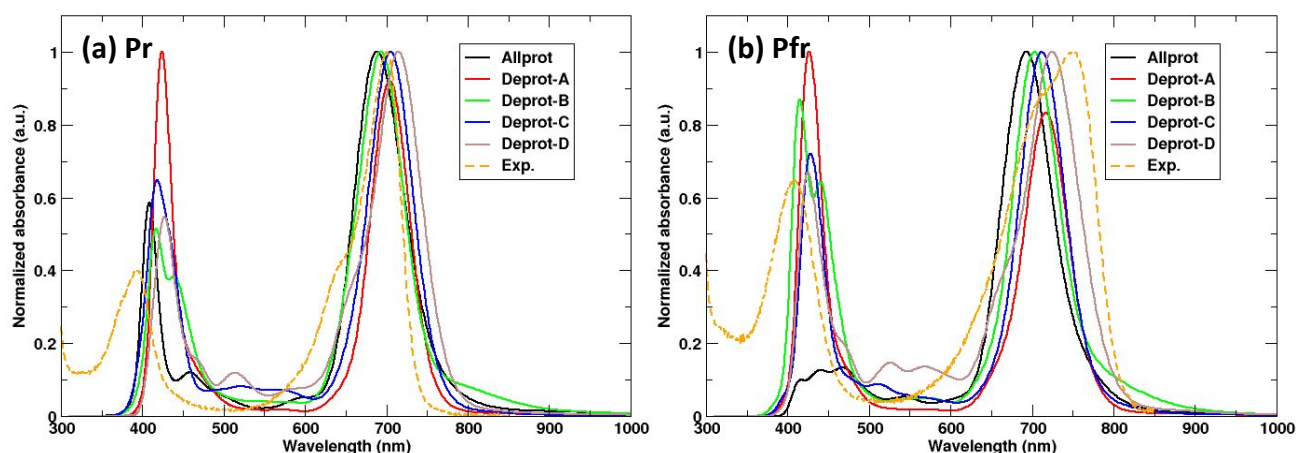 (a) Pr
Normalized absorbance (a.u.)
1
0.8
0.6
0.4
0.2
0
300 400 500 600 700 800 900 1000
Wavelength (nm)
Allprot
Deprot-A
Deprot-B
Deprot-C
Deprot-D
Exp.
(b) Pfr
Normalized absorbance (a.u.)
1
0.8
0.6
0.4
0.2
0
300 400 500 600 700 800 900 1000
Wavelength (nm)
Allprot
Deprot-A
Deprot-B
Deprot-C
Deprot-D
Exp.